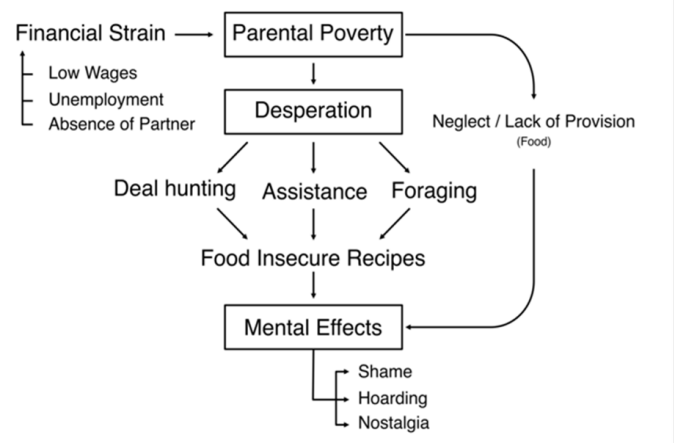 Financial Strain
Parental Poverty
Low Wages
Unemployment
Absence of Partner
Desperation
Neglect / Lack of Provision
(Food)
Deal hunting
Assistance
Foraging
Food Insecure Recipes
Mental Effects
Shame
Hoarding
Nostalgia